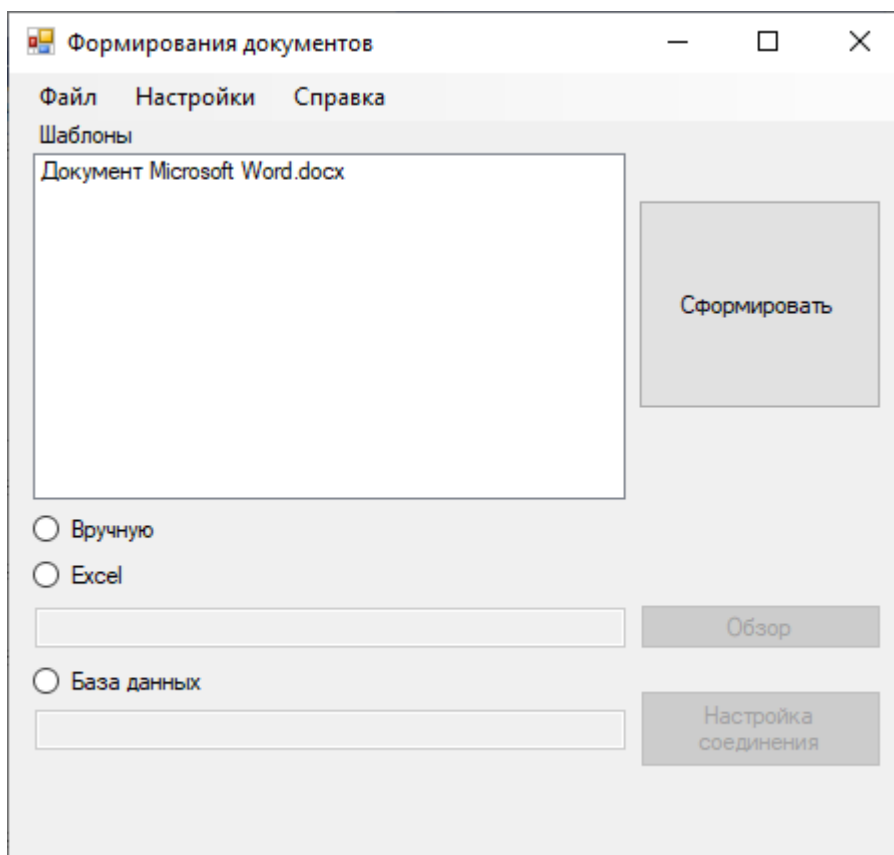 Формирования документов
Файл Настройки Справка
Шаблоны
Документ Microsoft Word.docx
Сформировать
Вручную
Excel
Обзор
База данных
Настройка
соединения